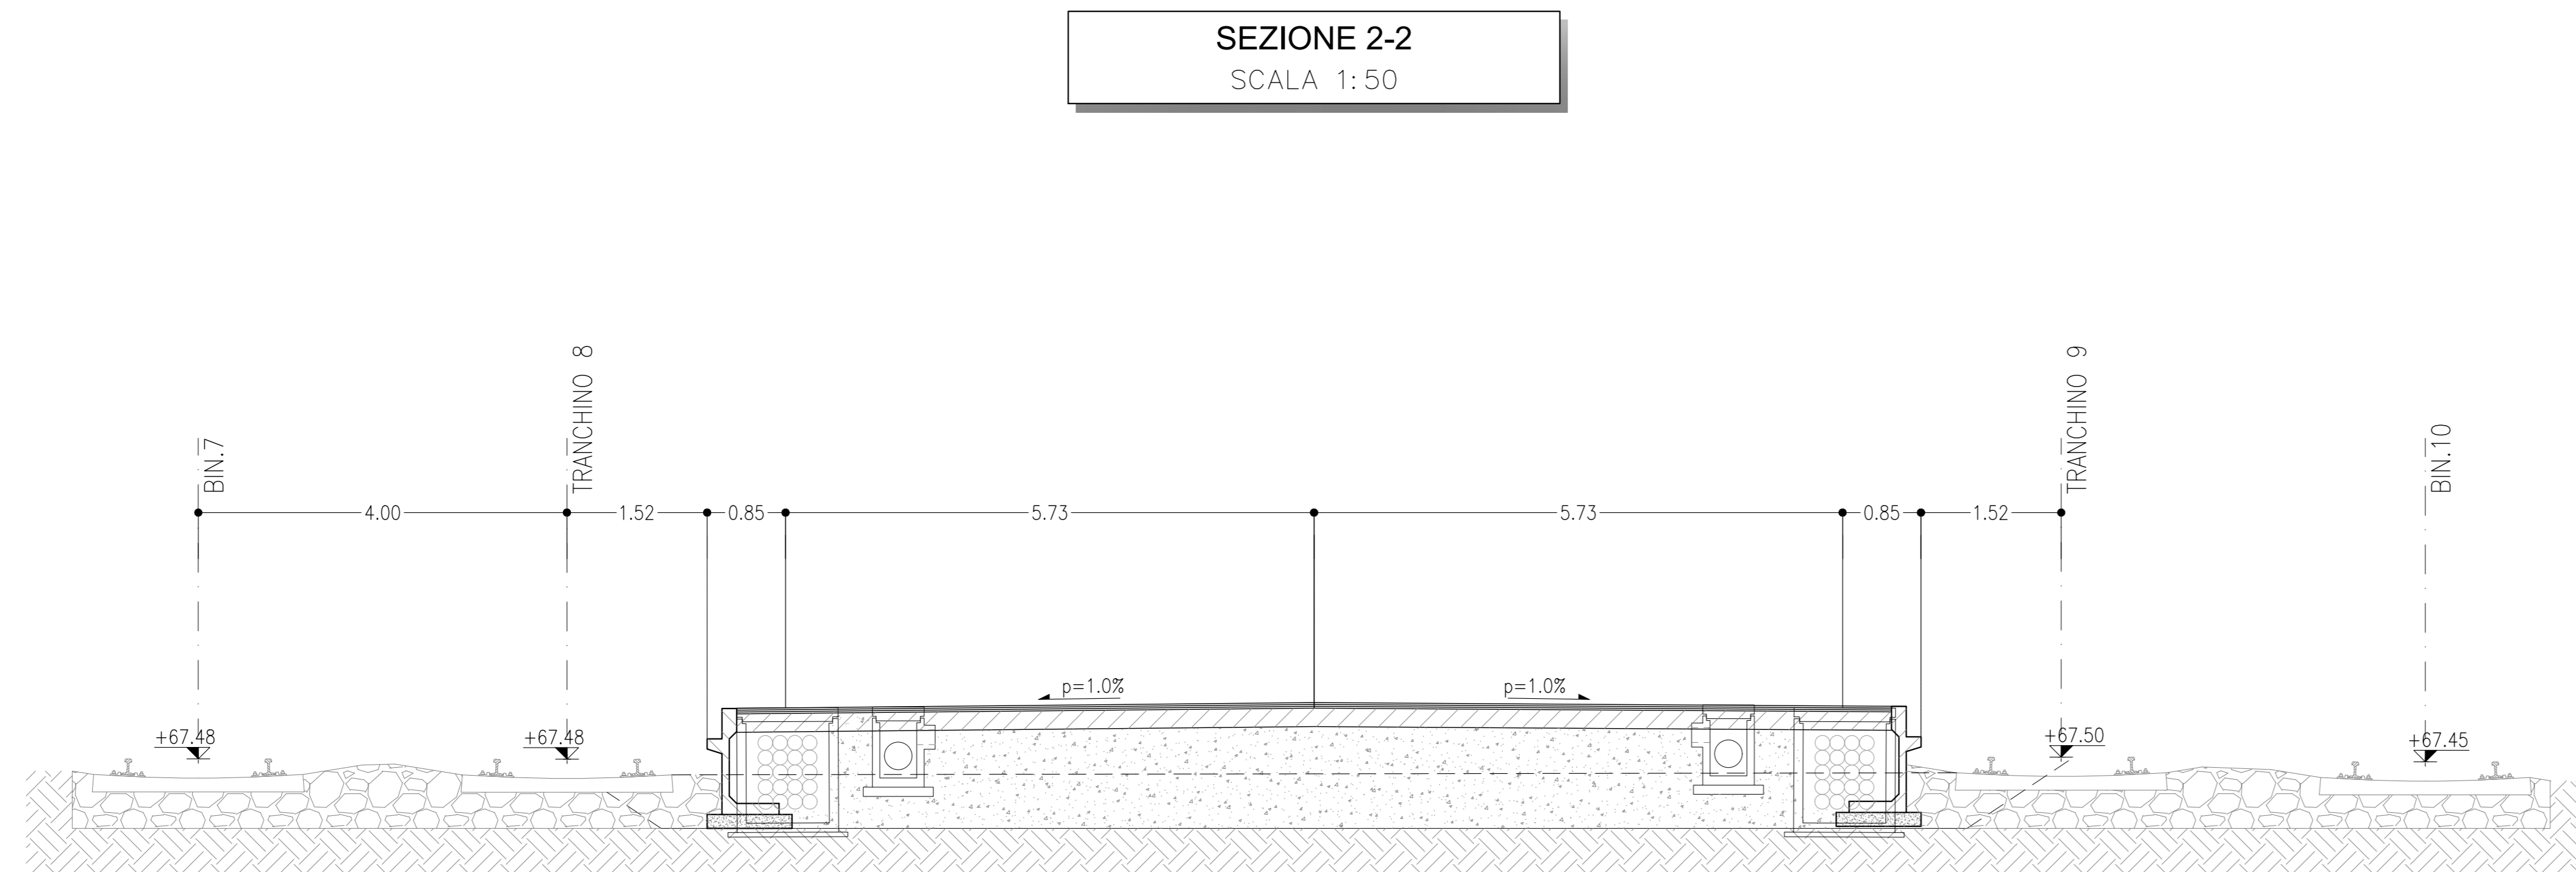 SEZIONE 2-2
SCALA 1:50
BIN.7
TRANCHINO 8
TRANCHINO 9
BIN.10
4.00
1.52
0.85
5.73
5.73
0.85
1.52
p=1.0%
p=1.0%
+67.48
+67.48
+67.50
+67.45